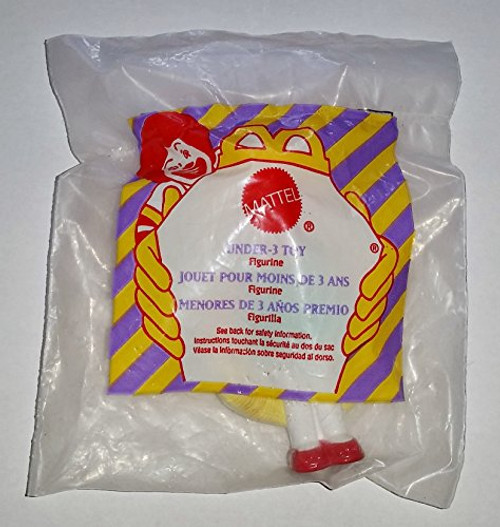 MATTEL
®
®
UNDER-3 TOY
Figurine
JOUET POUR MOINS DE 3 ANS
Figurine
MENORES DE 3 AÑOS PREMIO
Figurilla
See back for safety information.
Instructions touchant la sécurité au dos du sac
Véase la información sobre seguridad al dorso.